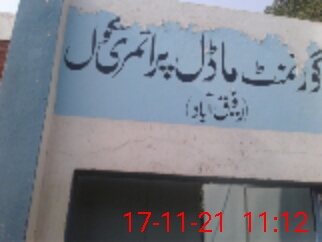 گورنمنٹ ماڈل پرائمری سکول
(رفیق آباد)
17-11-21 11:12